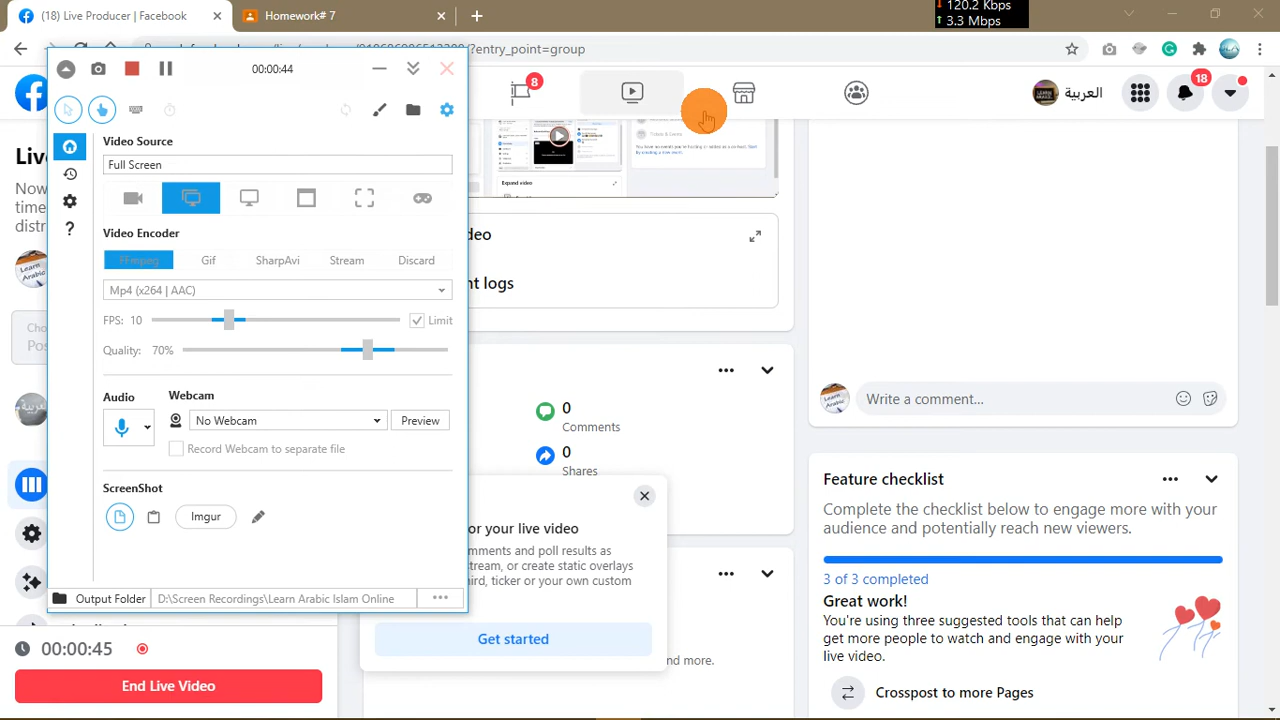 (18) Live Producer | Facebook
Homework# 7
120.2 Kbps
3.3 Mbps
?entry_point=group
00:00:44
8
العربية
18
Video Source
Full Screen
Video Encoder
FFmpeg
Gif
SharpAvi
Stream
Discard
Mp4 (x264 | AAC)
FPS: 10
Limit
Quality: 70%
Audio
Webcam
No Webcam
Preview
Record Webcam to separate file
ScreenShot
Imgur
Output Folder
D:\Screen Recordings\Learn Arabic Islam Online
Now
time
distr
00:00:45
End Live Video
Expand video
deo
nt logs
0
Comments
0
Shares
or your live video
mments and poll results as
stream, or create static overlays
hird, ticker or your own custom
Get started
nd more.
Write a comment...
Feature checklist
Complete the checklist below to engage more with your
audience and potentially reach new viewers.
3 of 3 completed
Great work!
You're using three suggested tools that can help
get more people to watch and engage with your
live video.
Crosspost to more Pages